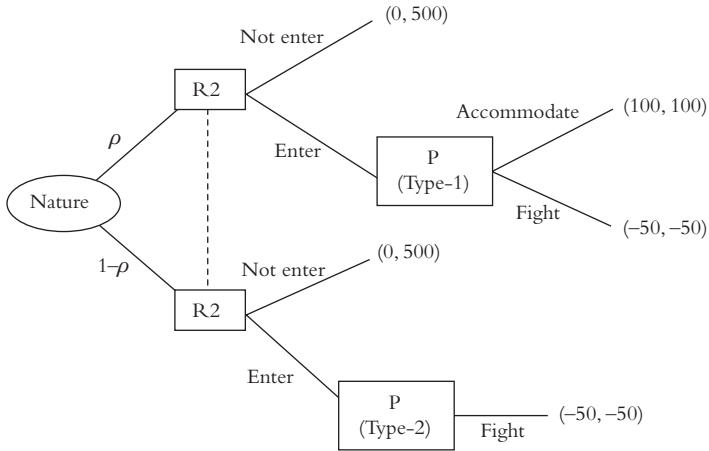 Not enter
(0, 500)
R2
ρ
Enter
Accommodate
(100, 100)
P
(Type-1)
Fight
(–50, –50)
Nature
1–ρ
R2
Not enter
(0, 500)
Enter
P
(Type-2)
Fight
(–50, –50)